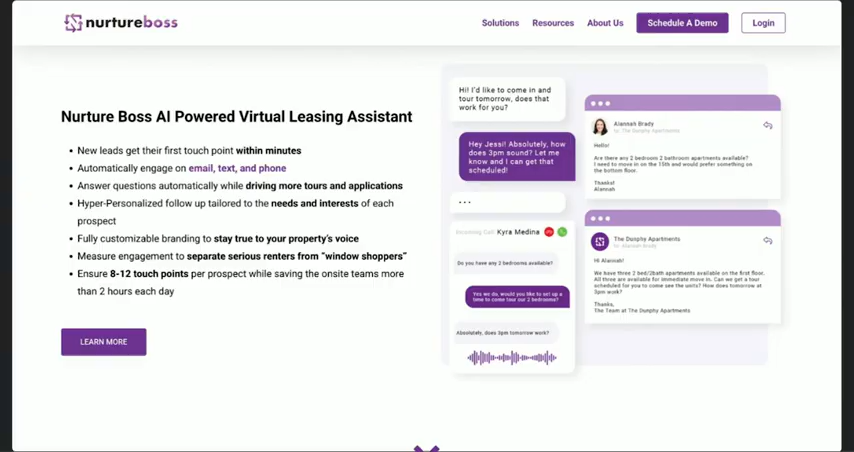 nurtureboss
Solutions
Resources
About Us
Schedule A Demo
Login
Nurture Boss AI Powered Virtual Leasing Assistant
New leads get their first touch point within minutes
Automatically engage on email, text, and phone
Answer questions automatically while driving more tours and applications
Hyper-Personalized follow up tailored to the needs and interests of each
prospect
Fully customizable branding to stay true to your property's voice
Measure engagement to separate serious renters from "window shoppers"
Ensure 8-12 touch points per prospect while saving the onsite teams more
than 2 hours each day
LEARN MORE
Hi! I'd like to come in and
tour tomorrow, does that
work for you?
Hey Jessi! Absolutely, how
does 3pm sound? Let me
know and I can get that
scheduled!
Incoming Call Kyra Medina
Do you have any 2 bedrooms available?
Yes we do, would you like to set up a
time to come tour our 2 bedrooms?
Absolutely, does 3pm tomorrow work?
Alannah Brady
to: The Dunphy Apartments
Hello!
Are there any 2 bedroom 2 bathroom apartments available?
I need to move in on the 15th and would prefer something on
the bottom floor.
Thanks!
Alannah
The Dunphy Apartments
to: Alannah Brady
Hi Alannah!
We have three 2 bed/2bath apartments available on the first floor.
All three are available for immediate move in. Can we get a tour
scheduled for you to come see the units? How does tomorrow at
3pm work?
Thanks,
The Team at The Dunphy Apartments